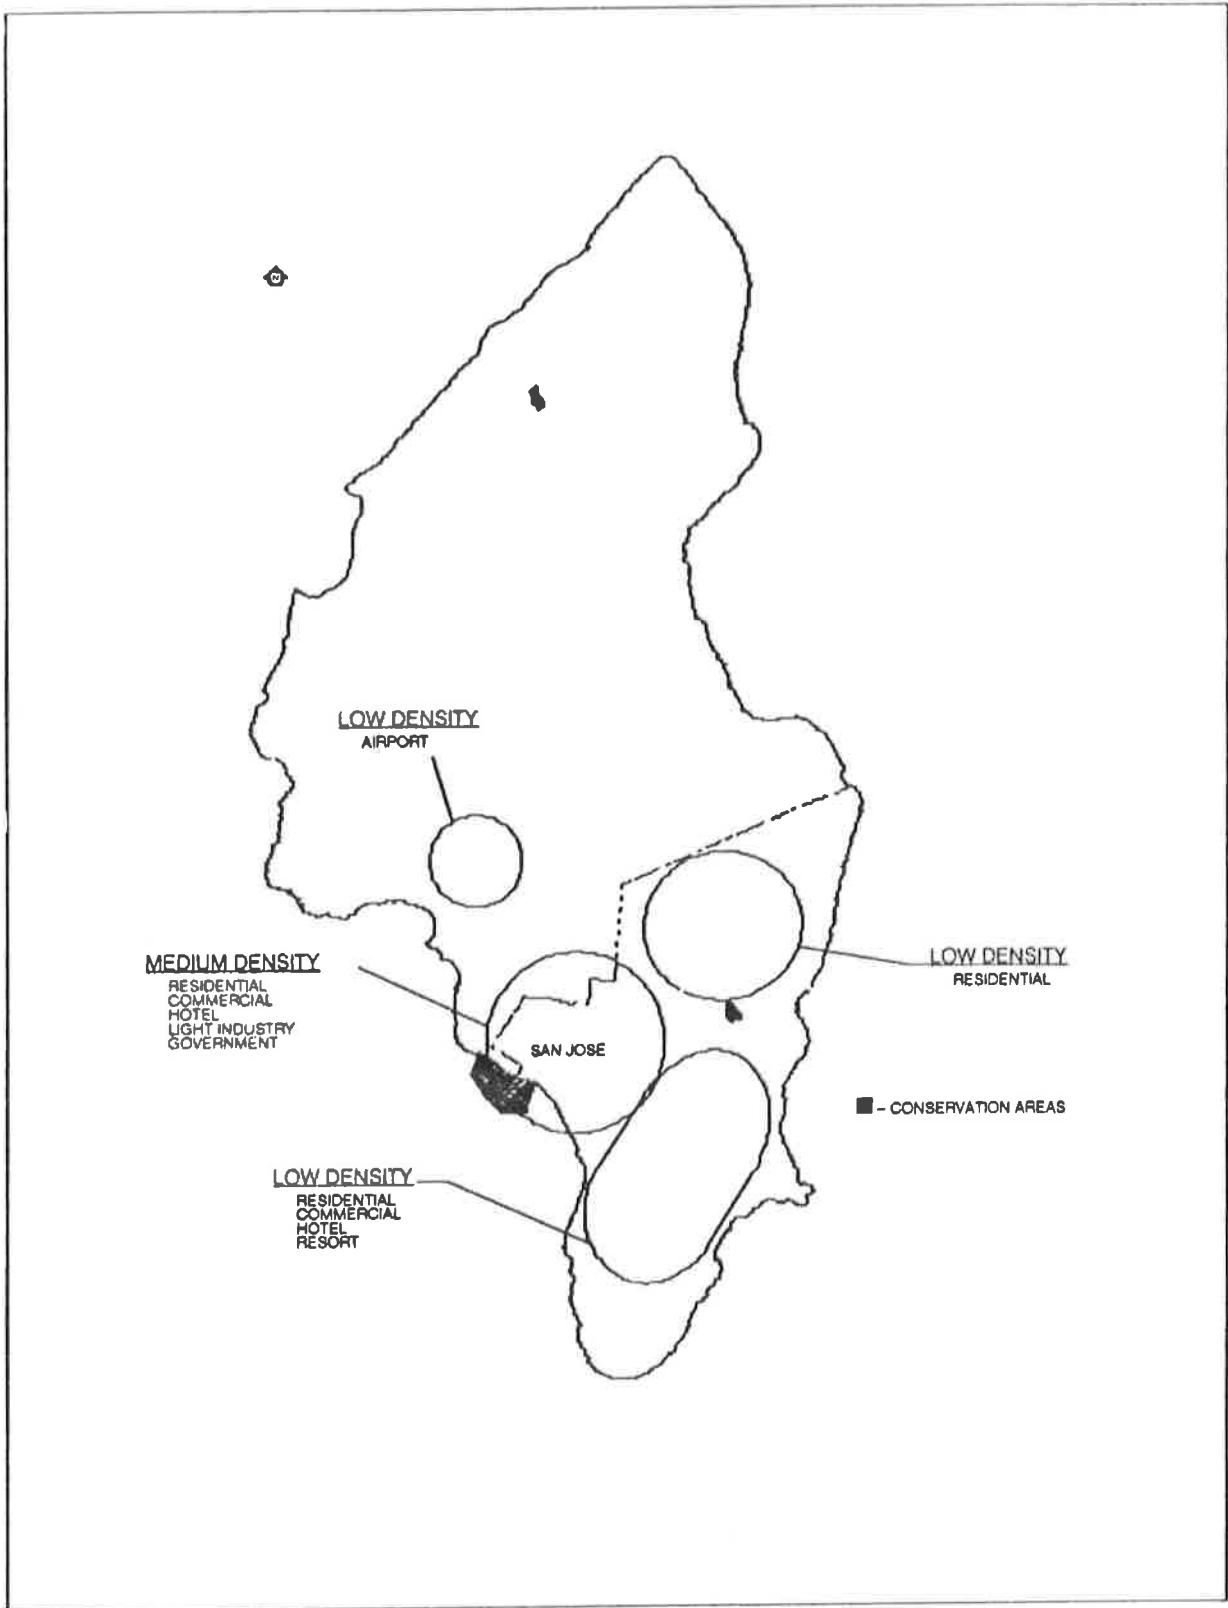 N
LOW DENSITY
AIRPORT
MEDIUM DENSITY
RESIDENTIAL
COMMERCIAL
HOTEL
LIGHT INDUSTRY
GOVERNMENT
LOW DENSITY
RESIDENTIAL
SAN JOSE
- CONSERVATION AREAS
LOW DENSITY
RESIDENTIAL
COMMERCIAL
HOTEL
RESORT